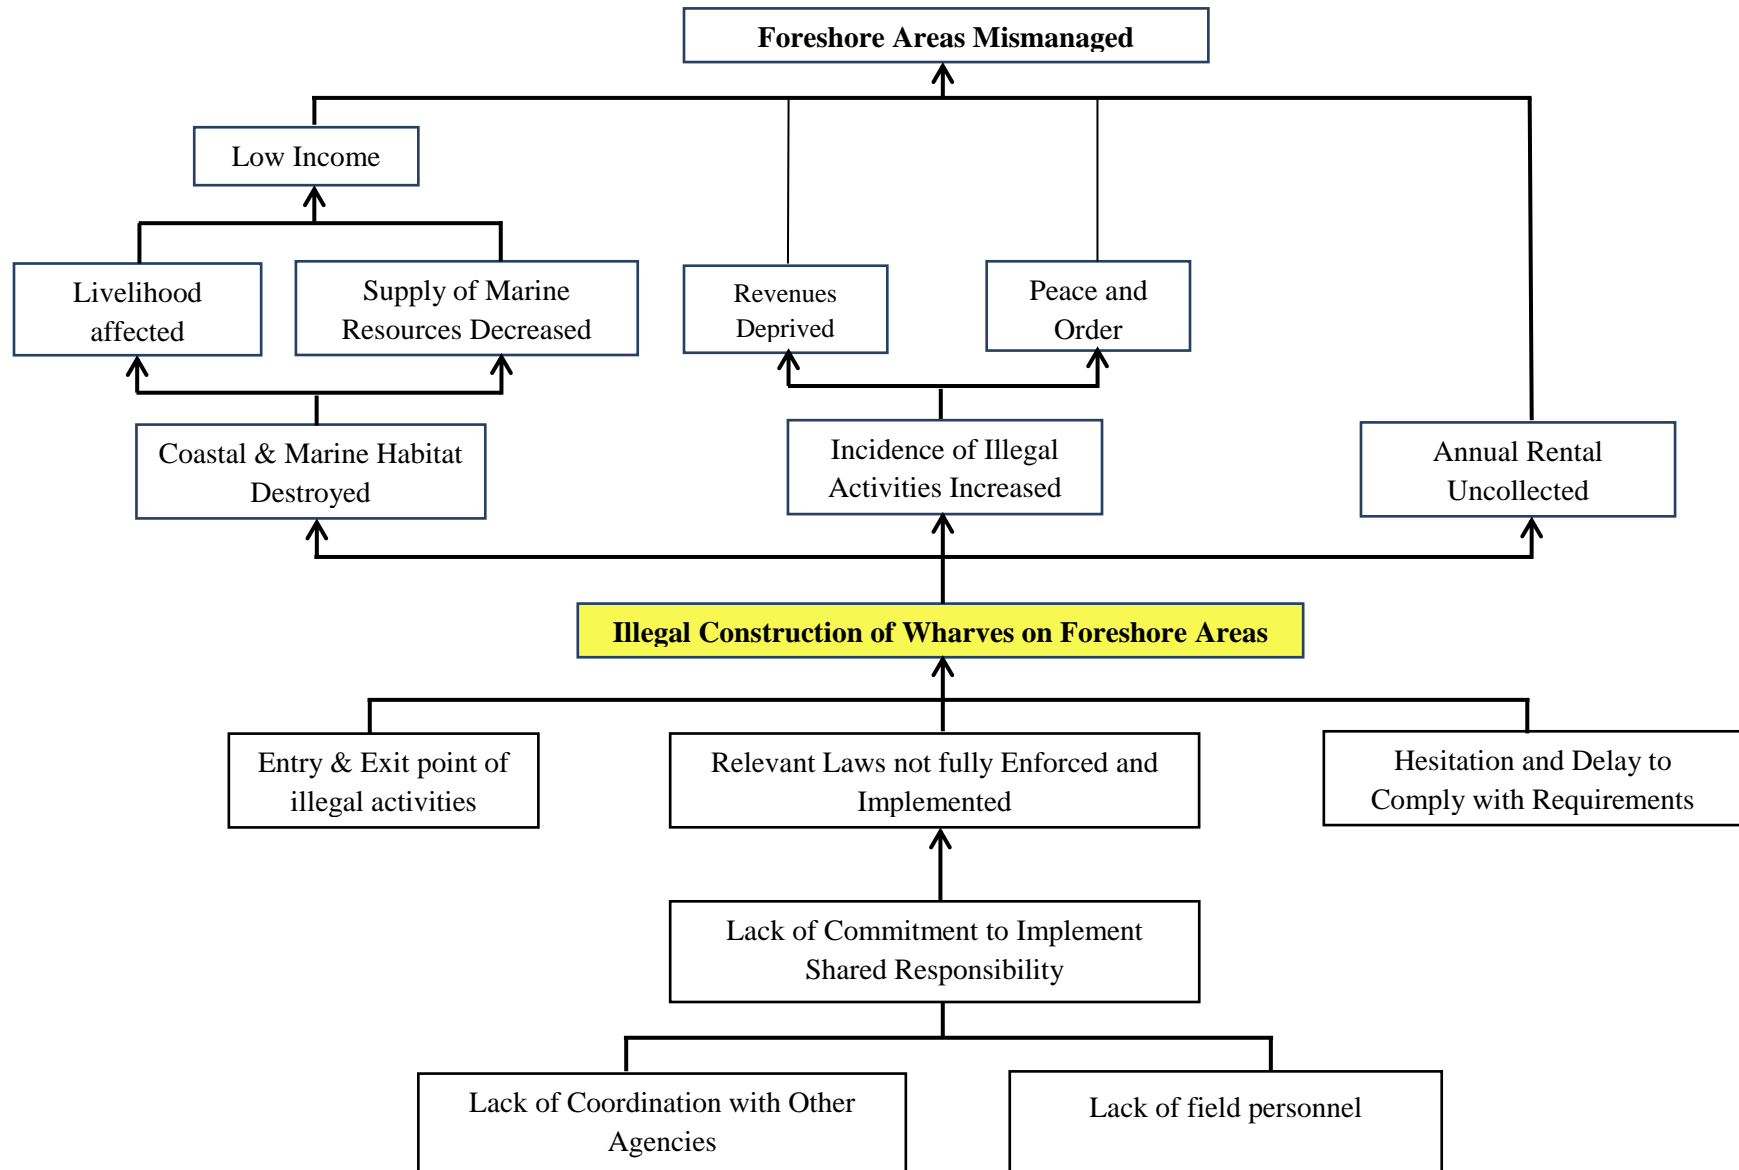 Foreshore Areas Mismanaged
Low Income
Livelihood
affected
Supply of Marine
Resources Decreased
Revenues
Deprived
Peace and
Order
Coastal & Marine Habitat
Destroyed
Incidence of Illegal
Activities Increased
Annual Rental
Uncollected
Illegal Construction of Wharves on Foreshore Areas
Entry & Exit point of
illegal activities
Relevant Laws not fully Enforced and
Implemented
Hesitation and Delay to
Comply with Requirements
Lack of Commitment to Implement
Shared Responsibility
Lack of Coordination with Other
Agencies
Lack of field personnel